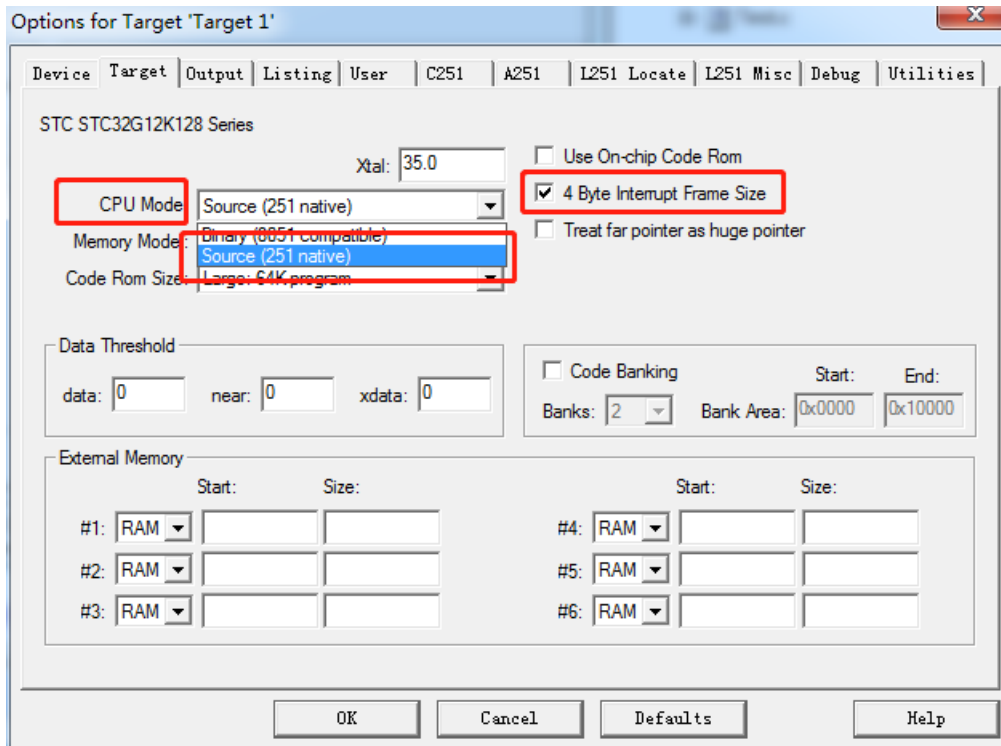 Options for Target 'Target 1'
Device Target Output Listing User C251 A251 L251 Locate L251 Misc Debug Utilities
STC STC32G12K128 Series
Xtal: 35.0
Use On-chip Code Rom
CPU Mode Source (251 native)
4 Byte Interrupt Frame Size
Binary (8051 compatible)
Memory Model:
Treat far pointer as huge pointer
Source (251 native)
Code Rom Size: Large: 64K program
Data Threshold
data: 0 near: 0 xdata: 0
Code Banking Start: End:
Banks: 2 Bank Area: 0x0000 0x10000
External Memory
Start: Size: Start: Size:
#1: RAM #4: RAM
#2: RAM #5: RAM
#3: RAM #6: RAM
OK Cancel Defaults Help